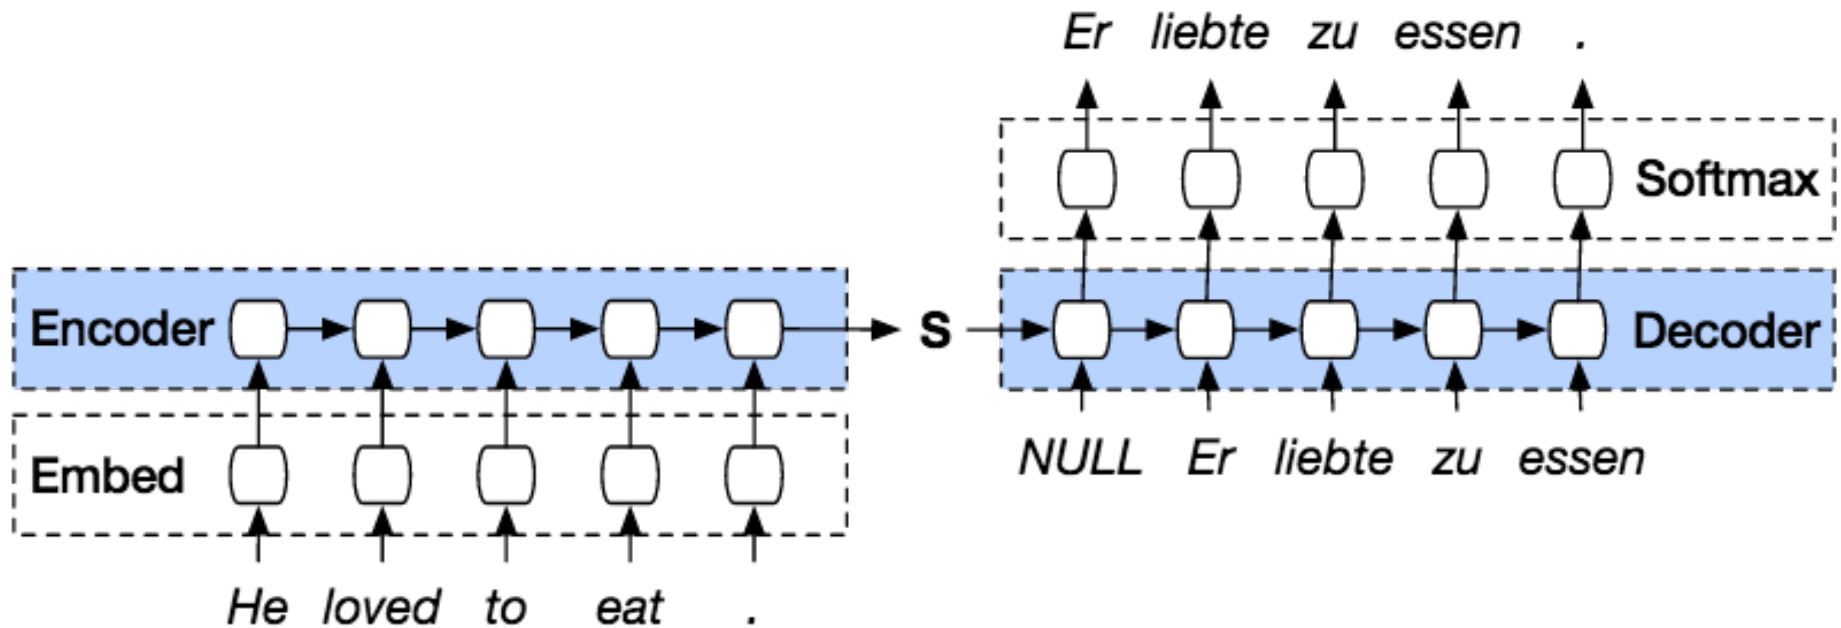 Er liebte zu essen .
Softmax
Encoder
S
Decoder
Embed
NULL Er liebte zu essen
He loved to eat .